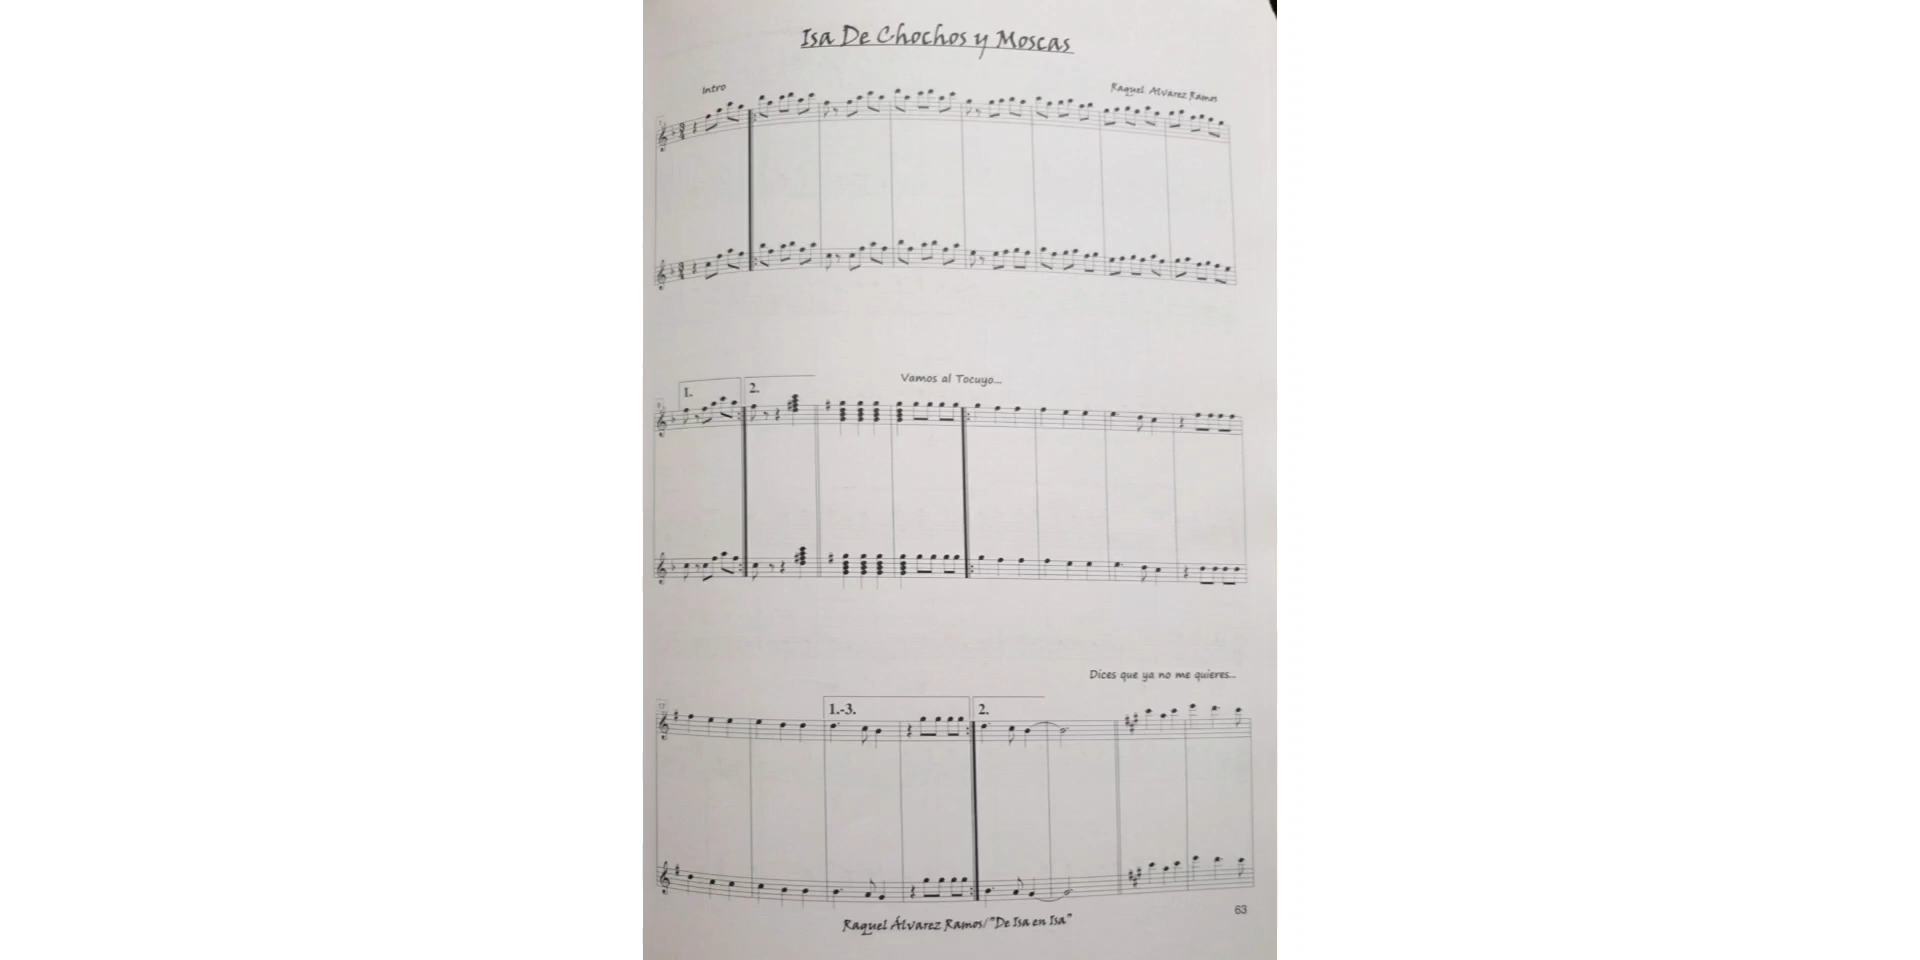 Isa De Chochos y Moscas
Intro
Raquel Alvarez Ramos
1.
2.
Vamos al Tocuyo...
Dices que ya no me quieres...
1.-3.
2.
63
Raquel Álvarez Ramos/"De Isa en Isa"